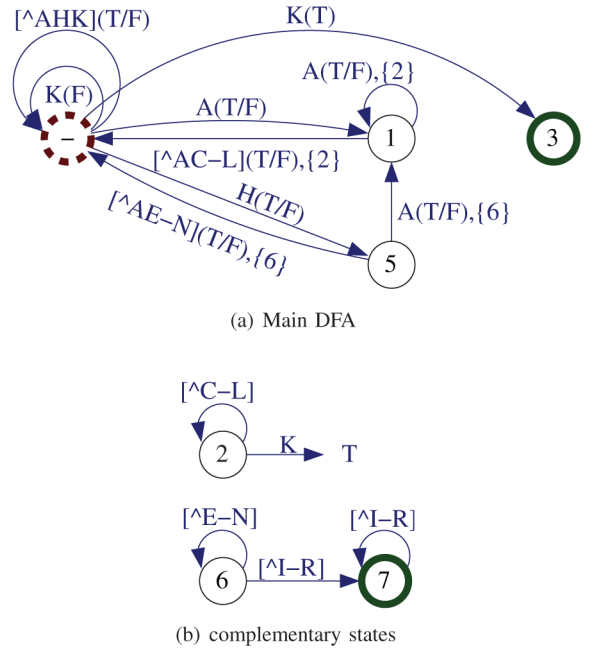 [^AHK](T/F)
K(T)
K(F)
A(T/F)
A(T/F),{2}
–
1
3
[^AC–L](T/F),{2}
H(T/F)
[^AE–N](T/F),{6}
A(T/F),{6}
5
(a) Main DFA
[^C–L]
2
K
T
[^E–N]
[^I–R]
6
[^I–R]
7
(b) complementary states